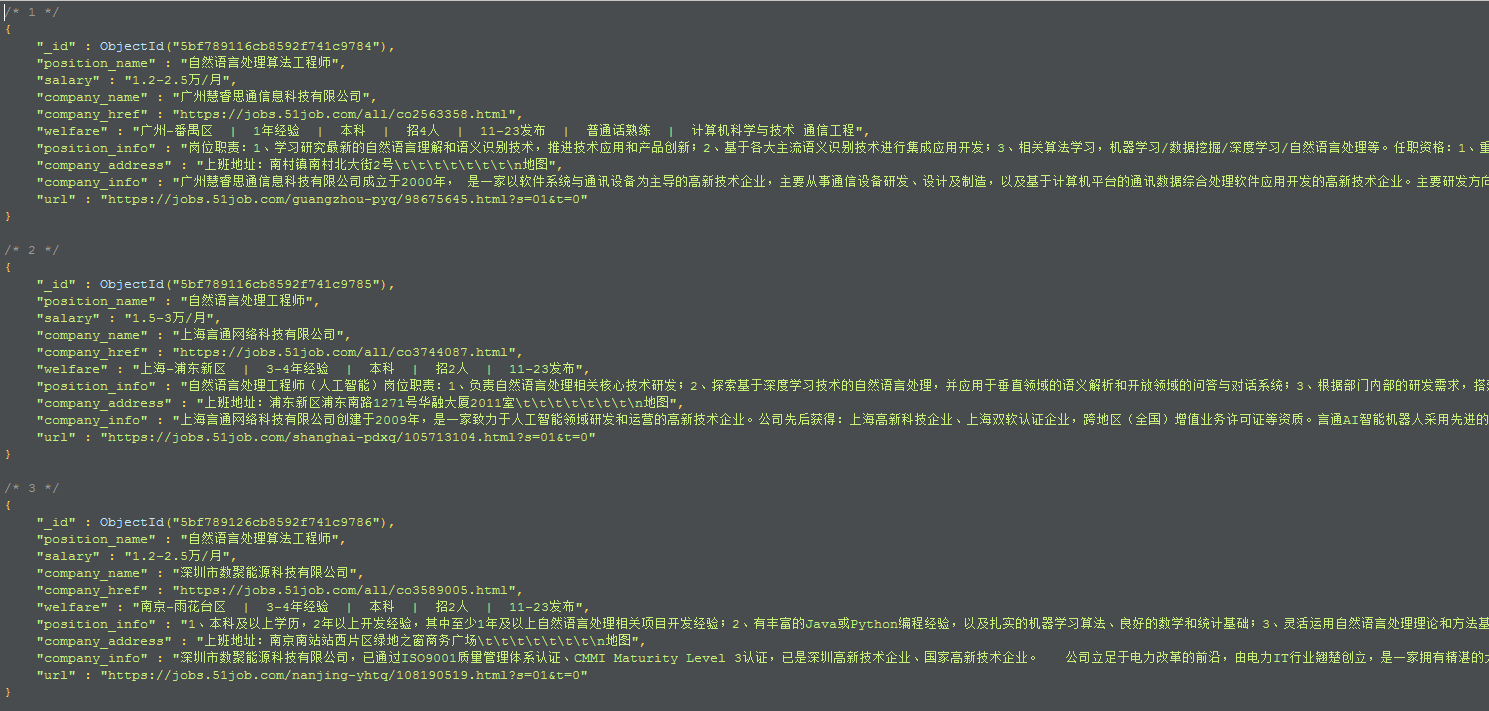 /* 1 */
{
    "_id" : ObjectId("5bf789116cb8592f741c9784"),
    "position_name" : "自然语言处理算法工程师",
    "salary" : "1.2-2.5万/月",
    "company_name" : "广州慧睿思通信息科技有限公司",
    "company_href" : "https://jobs.51job.com/all/co2563358.html",
    "welfare" : "广州-番禺区  |  1年经验  |  本科  |  招4人  |  11-23发布  |  普通话熟练  |  计算机科学与技术 通信工程",
    "position_info" : "岗位职责：1、学习研究最新的自然语言理解和语义识别技术，推进技术应用和产品创新；2、基于各大主流语义识别技术进行集成应用开发；3、相关算法学习，机器学习/数据挖掘/深度学习/自然语言处理等。任职资格：1、重
    "company_address" : "上班地址：南村镇南村北大街2号\t\t\t\t\t\t\t\n地图",
    "company_info" : "广州慧睿思通信息科技有限公司成立于2000年， 是一家以软件系统与通讯设备为主导的高新技术企业，主要从事通信设备研发、设计及制造，以及基于计算机平台的通讯数据综合处理软件应用开发的高新技术企业。主要研发方向
    "url" : "https://jobs.51job.com/guangzhou-pyq/98675645.html?s=01&t=0"
}
/* 2 */
{
    "_id" : ObjectId("5bf789116cb8592f741c9785"),
    "position_name" : "自然语言处理工程师",
    "salary" : "1.5-3万/月",
    "company_name" : "上海言通网络科技有限公司",
    "company_href" : "https://jobs.51job.com/all/co3744087.html",
    "welfare" : "上海-浦东新区  |  3-4年经验  |  本科  |  招2人  |  11-23发布",
    "position_info" : "自然语言处理工程师（人工智能）岗位职责：1、负责自然语言处理相关核心技术研发；2、探索基于深度学习技术的自然语言处理，并应用于垂直领域的语义解析和开放领域的问答与对话系统；3、根据部门内部的研发需求，搭
    "company_address" : "上班地址：浦东新区浦东南路1271号华融大厦2011室\t\t\t\t\t\t\t\n地图",
    "company_info" : "上海言通网络科技有限公司创建于2009年，是一家致力于人工智能领域研发和运营的高新技术企业。公司先后获得：上海高新科技企业、上海双软认证企业，跨地区（全国）增值业务许可证等资质。言通AI智能机器人采用先进的
    "url" : "https://jobs.51job.com/shanghai-pdxq/105713104.html?s=01&t=0"
}
/* 3 */
{
    "_id" : ObjectId("5bf789126cb8592f741c9786"),
    "position_name" : "自然语言处理算法工程师",
    "salary" : "1.2-2.5万/月",
    "company_name" : "深圳市数聚能源科技有限公司",
    "company_href" : "https://jobs.51job.com/all/co3589005.html",
    "welfare" : "南京-雨花台区  |  3-4年经验  |  本科  |  招2人  |  11-23发布",
    "position_info" : "1、本科及以上学历，2年以上开发经验，其中至少1年及以上自然语言处理相关项目开发经验；2、有丰富的Java或Python编程经验，以及扎实的机器学习算法、良好的数学和统计基础；3、灵活运用自然语言处理理论和方法基
    "company_address" : "上班地址：南京南站站西片区绿地之窗商务广场\t\t\t\t\t\t\t\n地图",
    "company_info" : "深圳市数聚能源科技有限公司，已通过ISO9001质量管理体系认证、CMMI Maturity Level 3认证，已是深圳高新技术企业、国家高新技术企业。   公司立足于电力改革的前沿，由电力IT行业翘楚创立，是一家拥有精湛的
    "url" : "https://jobs.51job.com/nanjing-yhtq/108190519.html?s=01&t=0"
}